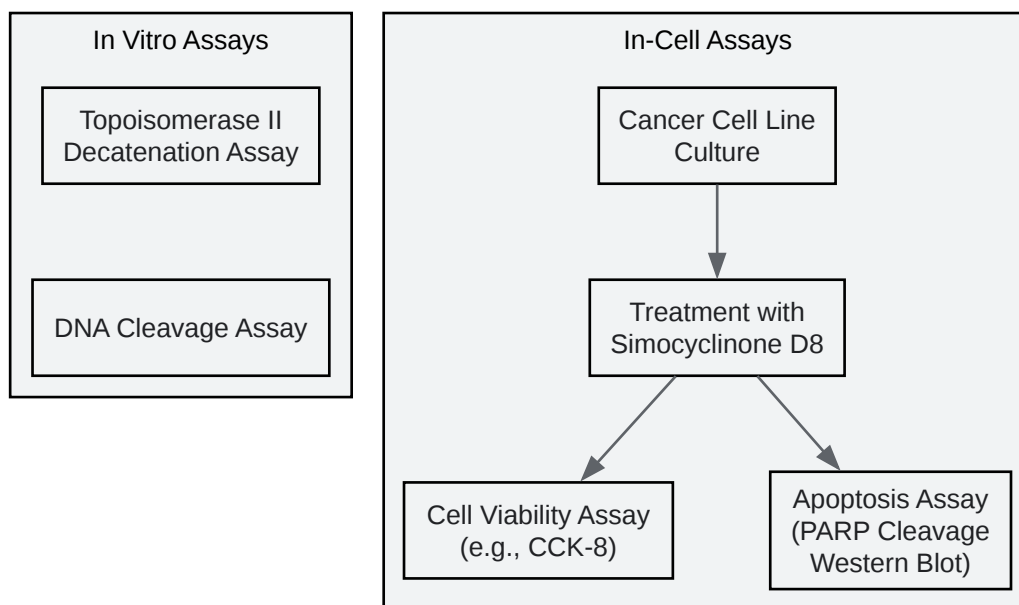 In Vitro Assays
Topoisomerase II
Decatenation Assay
DNA Cleavage Assay
In-Cell Assays
Cancer Cell Line
Culture
Treatment with
Simocyclinone D8
Cell Viability Assay
(e.g., CCK-8)
Apoptosis Assay
(PARP Cleavage
Western Blot)